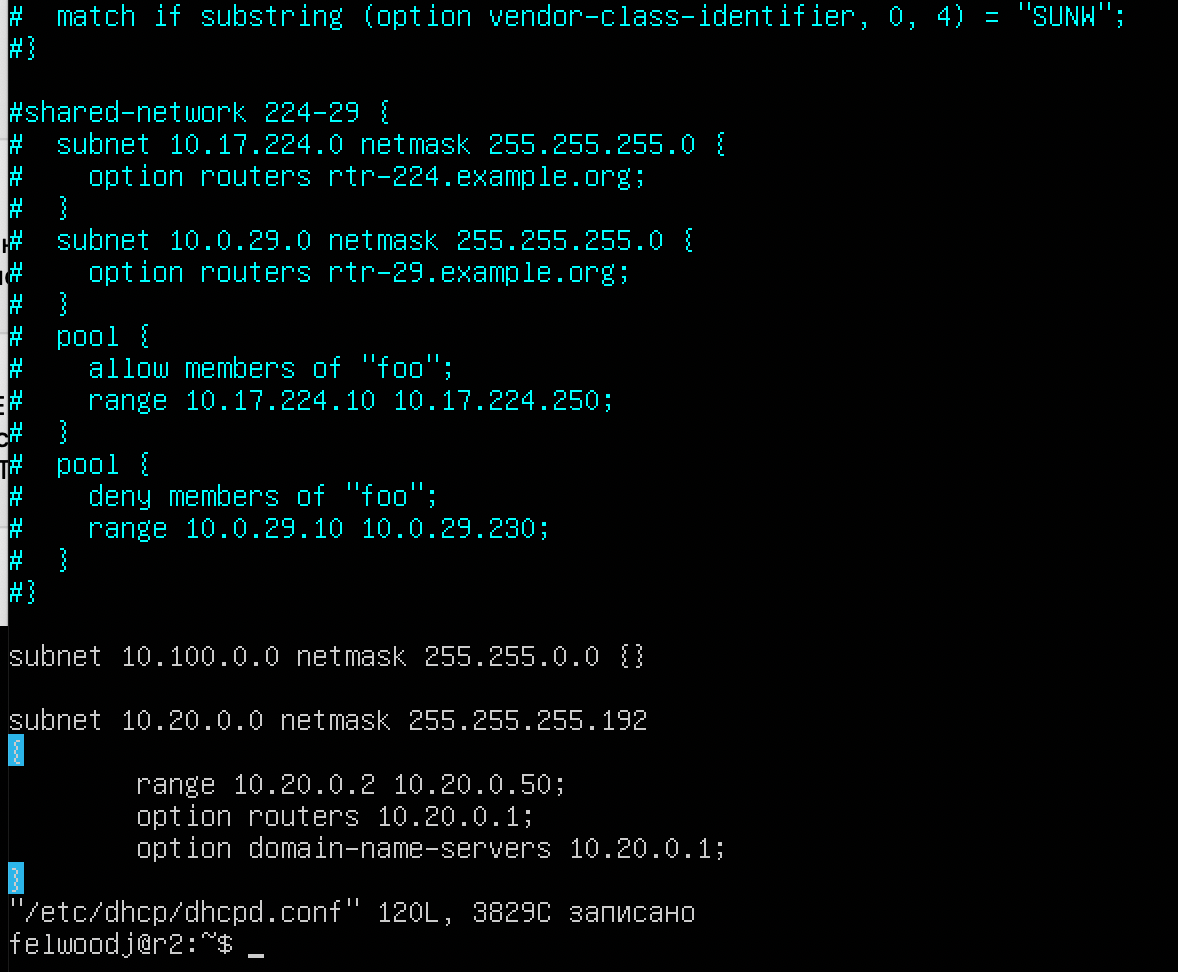 #  match if substring (option vendor-class-identifier, 0, 4) = "SUNW";
#}
#shared-network 224-29 {
#  subnet 10.17.224.0 netmask 255.255.255.0 {
#    option routers rtr-224.example.org;
#  }
#  subnet 10.0.29.0 netmask 255.255.255.0 {
#    option routers rtr-29.example.org;
#  }
#  pool {
#    allow members of "foo";
#    range 10.17.224.10 10.17.224.250;
#  }
#  pool {
#    deny members of "foo";
#    range 10.0.29.10 10.0.29.230;
#  }
#}
subnet 10.100.0.0 netmask 255.255.0.0 {}
subnet 10.20.0.0 netmask 255.255.255.192
{
        range 10.20.0.2 10.20.0.50;
        option routers 10.20.0.1;
        option domain-name-servers 10.20.0.1;
}
"/etc/dhcp/dhcpd.conf" 120L, 3829C записано
felwoodj@r2:~$ _